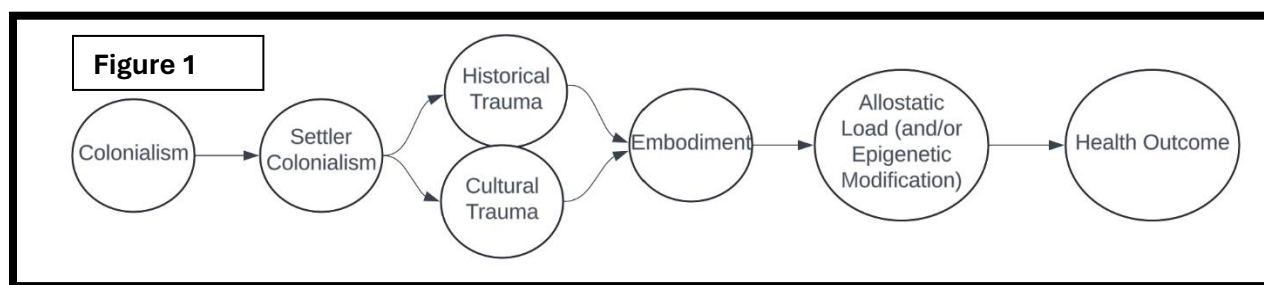 Figure 1
Colonialism
Settler
Colonialism
Historical
Trauma
Cultural
Trauma
Embodiment
Allostatic
Load (and/or
Epigenetic
Modification)
Health Outcome